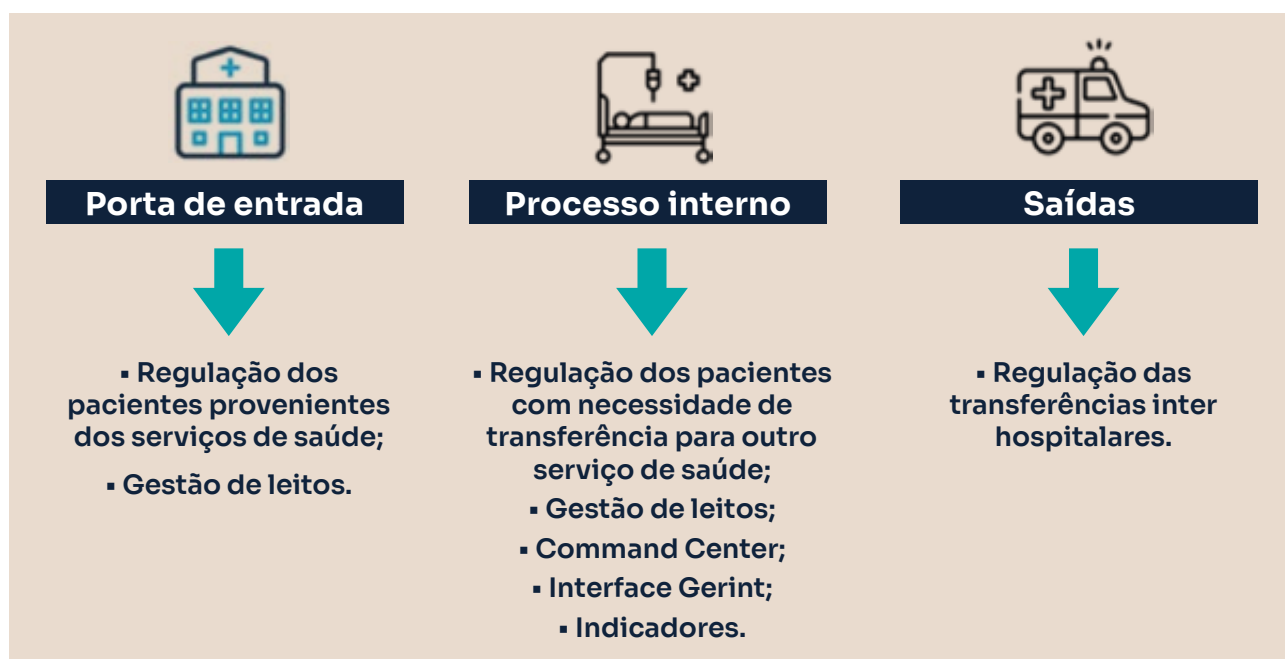 Porta de entrada
▪ Regulação dos
pacientes provenientes
dos serviços de saúde;
▪ Gestão de leitos.
Processo interno
▪ Regulação dos pacientes
com necessidade de
transferência para outro
serviço de saúde;
▪ Gestão de leitos;
▪ Command Center;
▪ Interface Gerint;
▪ Indicadores.
Saídas
▪ Regulação das
transferências inter
hospitalares.